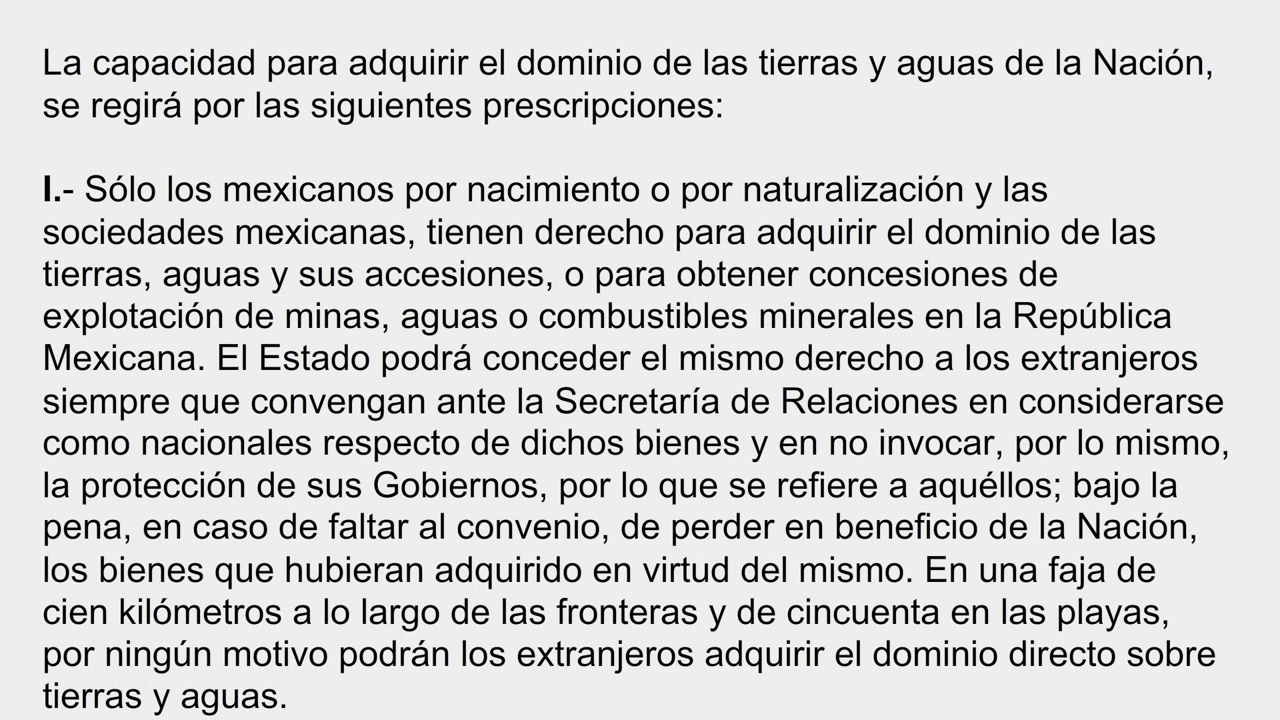 La capacidad para adquirir el dominio de las tierras y aguas de la Nación,
se regirá por las siguientes prescripciones:
I.- Sólo los mexicanos por nacimiento o por naturalización y las
sociedades mexicanas, tienen derecho para adquirir el dominio de las
tierras, aguas y sus accesiones, o para obtener concesiones de
explotación de minas, aguas o combustibles minerales en la República
Mexicana. El Estado podrá conceder el mismo derecho a los extranjeros
siempre que convengan ante la Secretaría de Relaciones en considerarse
como nacionales respecto de dichos bienes y en no invocar, por lo mismo,
la protección de sus Gobiernos, por lo que se refiere a aquéllos; bajo la
pena, en caso de faltar al convenio, de perder en beneficio de la Nación,
los bienes que hubieran adquirido en virtud del mismo. En una faja de
cien kilómetros a lo largo de las fronteras y de cincuenta en las playas,
por ningún motivo podrán los extranjeros adquirir el dominio directo sobre
tierras y aguas.